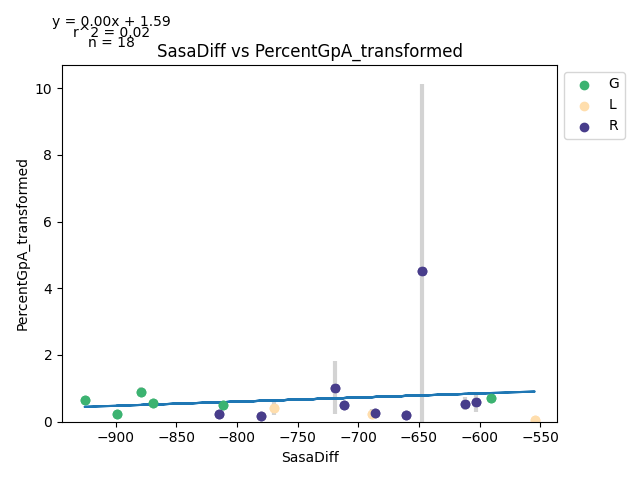 y = 0.00x + 1.59
r^2 = 0.02
n = 18
SasaDiff vs PercentGpA_transformed
G
L
R
PercentGpA_transformed
10
8
6
4
2
0
−900
−850
−800
−750
−700
−650
−600
−550
SasaDiff